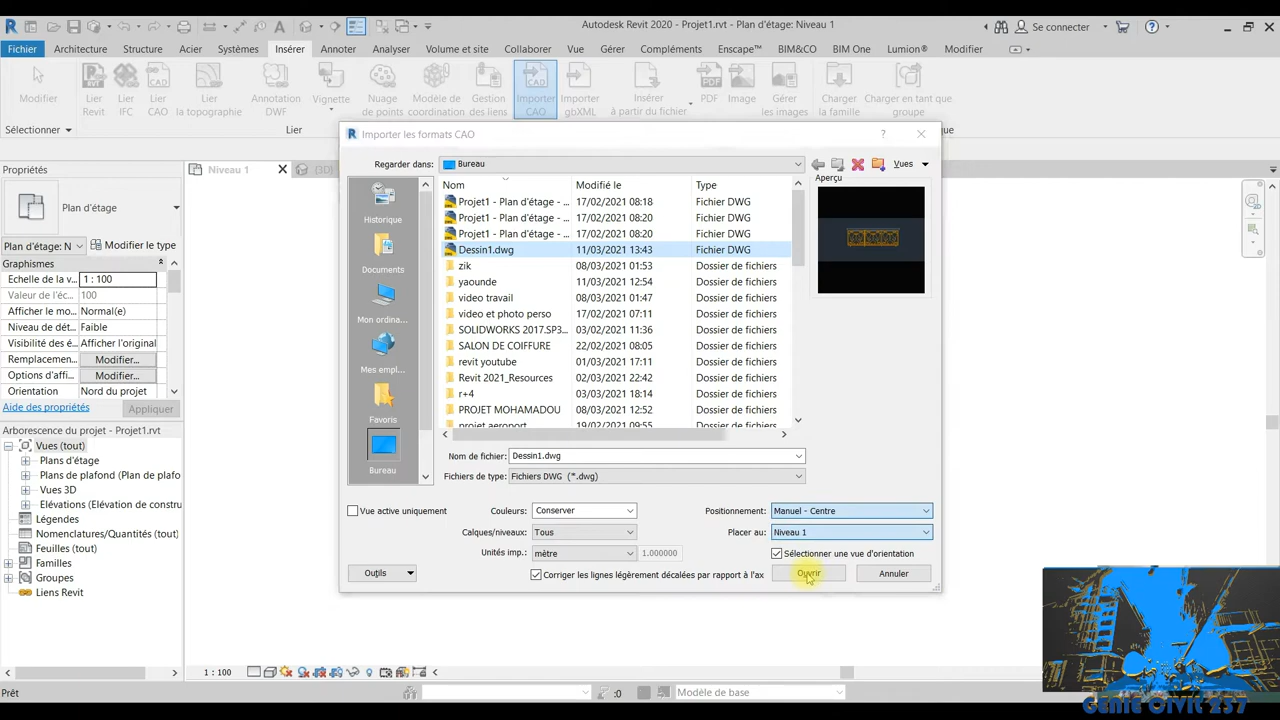 Autodesk Revit 2020 - Projet1.rvt - Plan d'étage: Niveau 1
Se connecter
Fichier Architecture Structure Acier Systèmes Insérer Annoter Analyser Volume et site Collaborer Vue Gérer Compléments Enscape™ BIM&CO BIM One Lumion® Modifier
Modifier
Lier Revit
Lier IFC
Lier CAO
Lier la topographie
Annotation DWF
Vignette
Nuage de points
Modèle de coordination
Gestion des liens
Importer CAO
Importer gbXML
Insérer à partir du fichier
PDF
Image
Gérer les images
Charger la famille
Charger en tant que groupe
Sélectionner
Lier
Importer les formats CAO
Propriétés
Niveau 1
Regarder dans: Bureau
Vues
Aperçu
Nom Modifié le Type
Projet1 - Plan d'étage - ... 17/02/2021 08:18 Fichier DWG
Projet1 - Plan d'étage - ... 17/02/2021 08:20 Fichier DWG
Projet1 - Plan d'étage - ... 17/02/2021 08:20 Fichier DWG
Dessin1.dwg 11/03/2021 13:43 Fichier DWG
zik 08/03/2021 01:53 Dossier de fichiers
yaounde 11/03/2021 12:54 Dossier de fichiers
video travail 08/03/2021 01:47 Dossier de fichiers
video et photo perso 17/02/2021 07:11 Dossier de fichiers
SOLIDWORKS 2017.SP3... 03/02/2021 11:36 Dossier de fichiers
SALON DE COIFFURE 22/02/2021 08:05 Dossier de fichiers
revit youtube 01/03/2021 17:11 Dossier de fichiers
Revit 2021_Resources 02/03/2021 22:42 Dossier de fichiers
r+4 03/03/2021 18:14 Dossier de fichiers
PROJET MOHAMADOU 08/03/2021 12:52 Dossier de fichiers
projet aeroport 19/02/2021 09:55 Dossier de fichiers
Historique
Documents
Mon ordina...
Mes empl...
Favoris
Bureau
Nom de fichier: Dessin1.dwg
Fichiers de type: Fichiers DWG (*.dwg)
Vue active uniquement
Couleurs: Conserver
Calques/niveaux: Tous
Unités imp.: mètre 1.000000
Corriger les lignes légèrement décalées par rapport à l'ax
Positionnement: Manuel - Centre
Placer au: Niveau 1
Sélectionner une vue d'orientation
Outils
Ouvrir
Annuler
Plan d'étage
Plan d'étage: N
Modifier le type
Graphismes
Echelle de la v... 1 : 100
Valeur de l'éc... 100
Afficher le mo... Normal(e)
Niveau de dét... Faible
Visibilité des é... Afficher l'original
Remplacemen... Modifier...
Options d'affi... Modifier...
Orientation Nord du projet
Aide des propriétés
Appliquer
Arborescence du projet - Projet1.rvt
Vues (tout)
Plans d'étage
Plans de plafond (Plan de plafo
Vues 3D
Elévations (Elévation de constru
Légendes
Nomenclatures/Quantités (tout)
Feuilles (tout)
Familles
Groupes
Liens Revit
1 : 100
Prêt
:0
Modèle de base
GENIE CIVIL 237